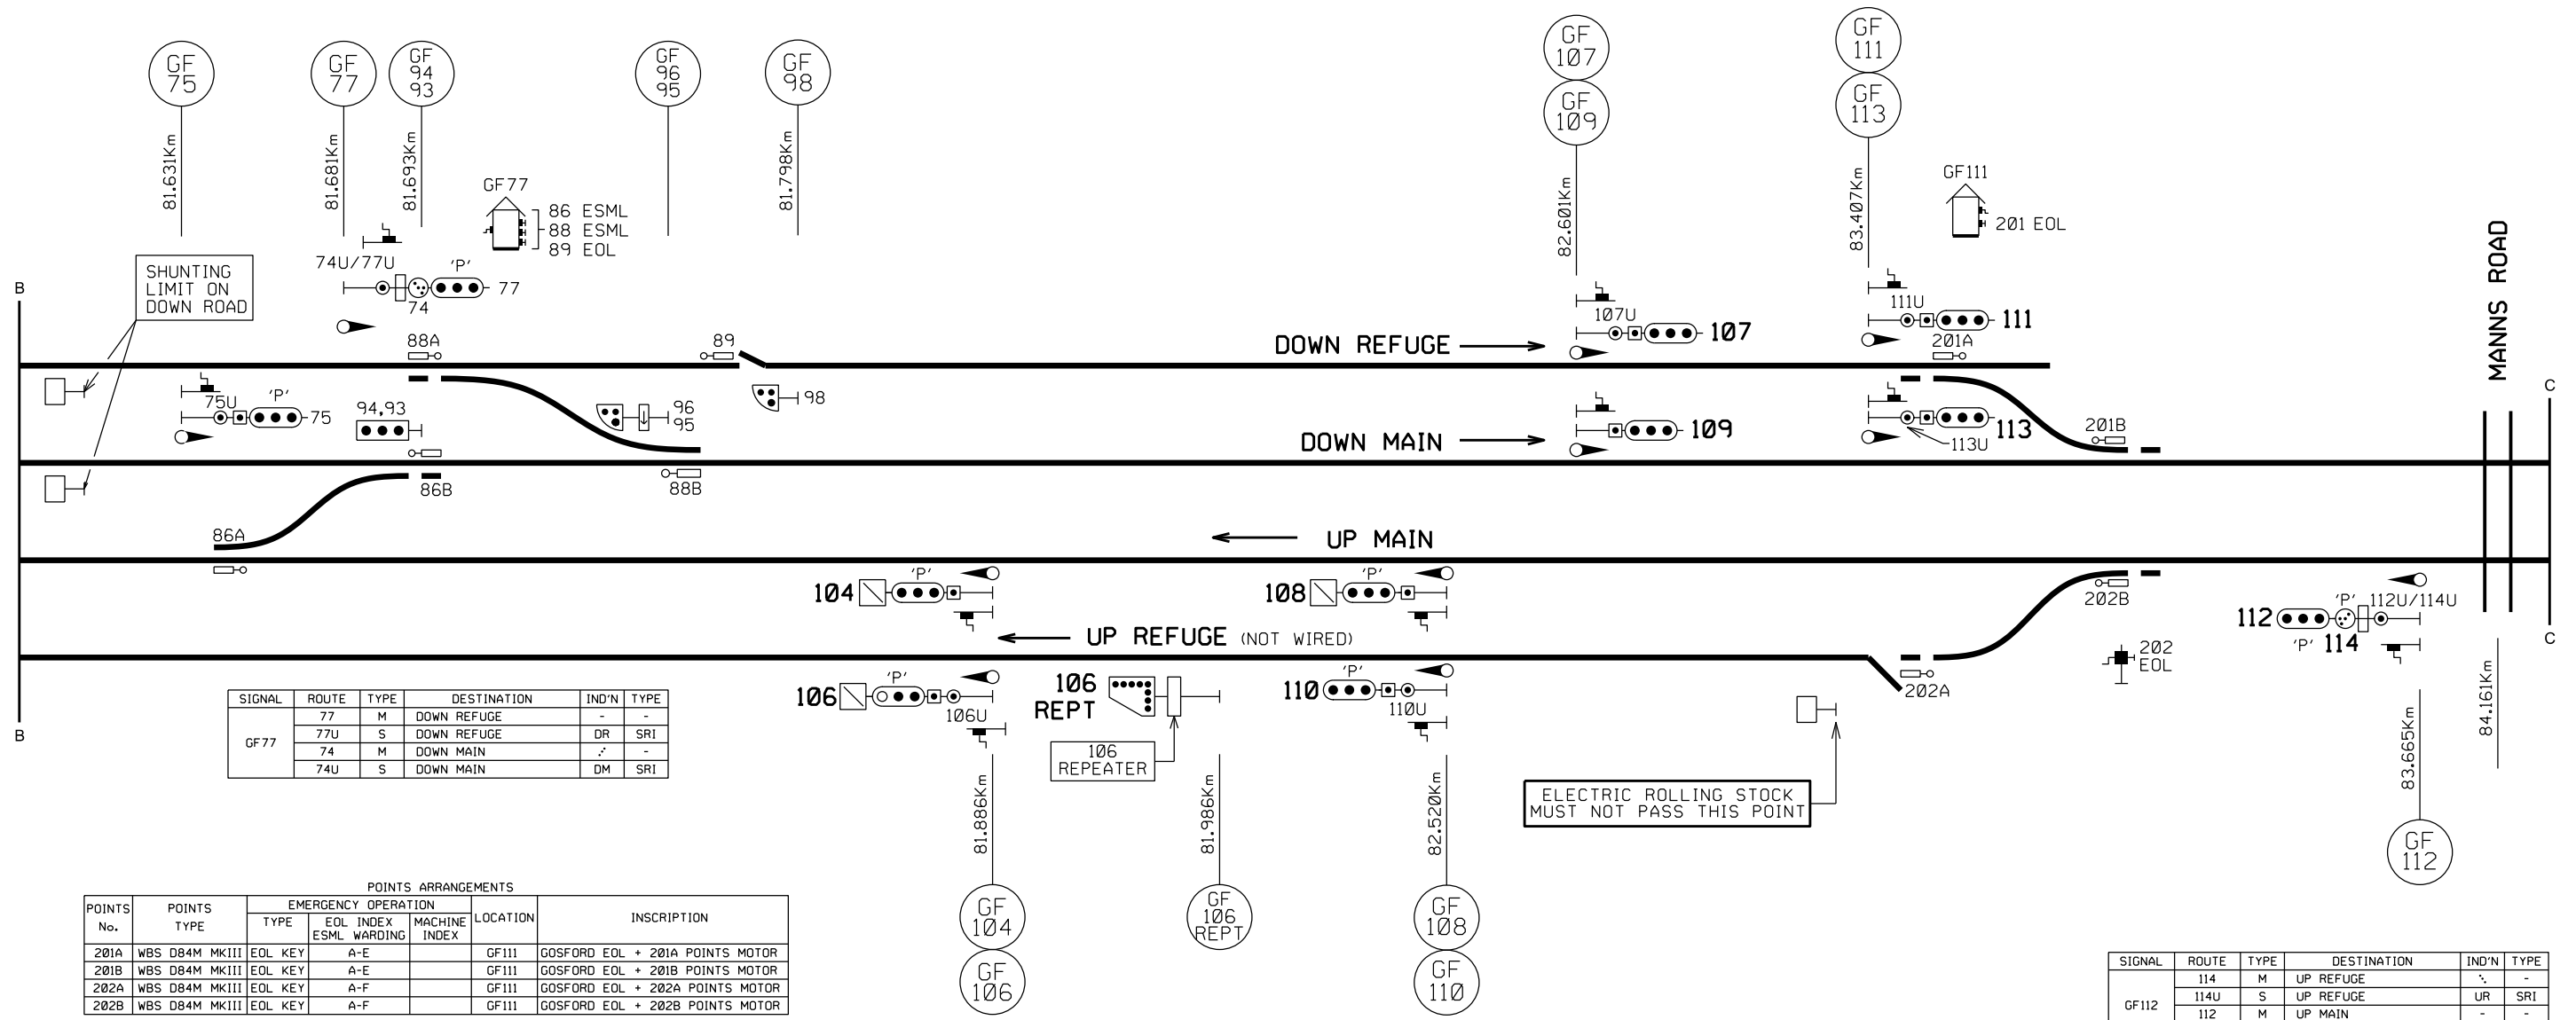 GF
75
GF
77
GF
94
93
GF
96
95
GF
98
GF
107
GF
109
GF
111
GF
113
81.631Km
81.681Km
81.693Km
81.798Km
82.601Km
83.407Km
GF77
86 ESML
88 ESML
89 EOL
GF111
201 EOL
MANNS ROAD
SHUNTING
LIMIT ON
DOWN ROAD
74U/77U
'P'
77
74
B
88A
89
DOWN REFUGE
107U
107
111U
111
201A
C
75U
'P'
75
94,93
96
95
98
DOWN MAIN
109
113
113U
201B
86B
88B
86A
UP MAIN
104
'P'
108
'P'
202B
112
'P'
112U/114U
'P' 114
C
UP REFUGE (NOT WIRED)
202
EOL
84.161Km
106
'P'
106U
106
REPT
110
'P'
110U
202A
106
REPEATER
ELECTRIC ROLLING STOCK
MUST NOT PASS THIS POINT
B
SIGNAL ROUTE TYPE DESTINATION IND'N TYPE
GF77
77 M DOWN REFUGE - -
77U S DOWN REFUGE DR SRI
74 M DOWN MAIN -
74U S DOWN MAIN DM SRI
81.886Km
81.986Km
82.520Km
83.665Km
GF
112
GF
104
GF
106
GF
106
REPT
GF
108
GF
110
POINTS ARRANGEMENTS
POINTS No. POINTS TYPE EMERGENCY OPERATION LOCATION INSCRIPTION
TYPE EOL INDEX ESML WARDING MACHINE INDEX
201A WBS D84M MKIII EOL KEY A-E GF111 GOSFORD EOL + 201A POINTS MOTOR
201B WBS D84M MKIII EOL KEY A-E GF111 GOSFORD EOL + 201B POINTS MOTOR
202A WBS D84M MKIII EOL KEY A-F GF111 GOSFORD EOL + 202A POINTS MOTOR
202B WBS D84M MKIII EOL KEY A-F GF111 GOSFORD EOL + 202B POINTS MOTOR
SIGNAL ROUTE TYPE DESTINATION IND'N TYPE
GF112
114 M UP REFUGE -
114U S UP REFUGE UR SRI
112 M UP MAIN - -